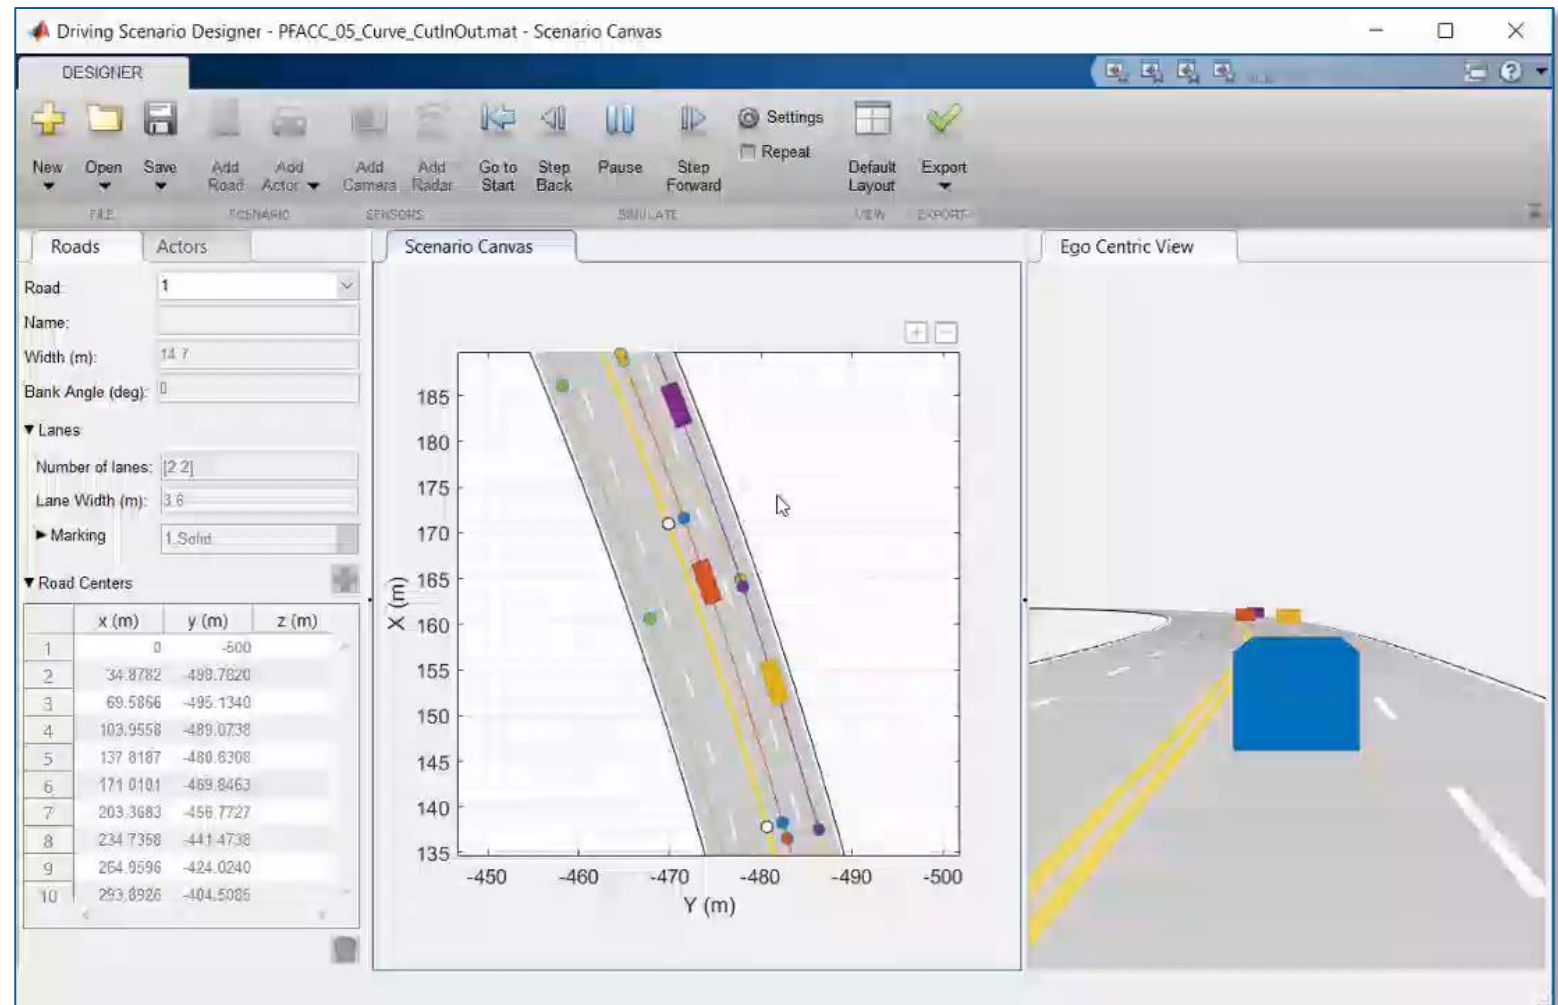 Driving Scenario Designer - PFACC_05_Curve_CutInOut.mat - Scenario Canvas
DESIGNER
New
Open
Save
Add Road
Add Actor
Add Camera
Add Radar
Go to Start
Step Back
Pause
Step Forward
Settings
Repeat
Default Layout
Export
FILE
SCENARIO
SENSORS
SIMULATE
VIEW
EXPORT
Roads
Actors
Scenario Canvas
Ego Centric View
Road:
1
Name:
Width (m):
14.7
Bank Angle (deg):
0
Lanes
Number of lanes:
[2 2]
Lane Width (m):
3.6
Marking
1:Solid
Road Centers
x (m) y (m) z (m)
1 0 -500
2 34.8782 -498.7820
3 69.5866 -495.1340
4 103.9558 -489.0738
5 137.8187 -480.6308
6 171.0101 -469.8463
7 203.3683 -456.7727
8 234.7358 -441.4738
9 264.9596 -424.0240
10 293.8926 -404.5085
185
180
175
170
165
160
155
150
145
140
135
X (m)
-450 -460 -470 -480 -490 -500
Y (m)